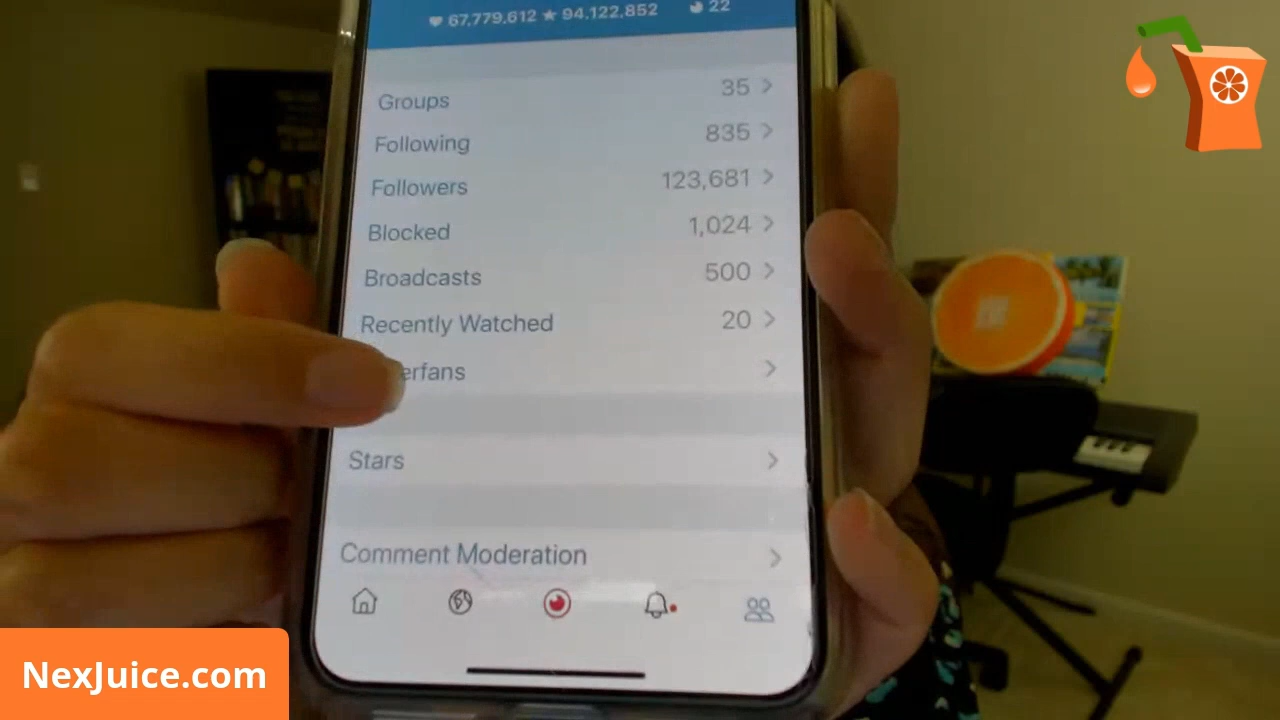 67,779,612 94,122,852 22
Groups 35
Following 835
Followers 123,681
Blocked 1,024
Broadcasts 500
Recently Watched 20
erfans
Stars
Comment Moderation
NexJuice.com